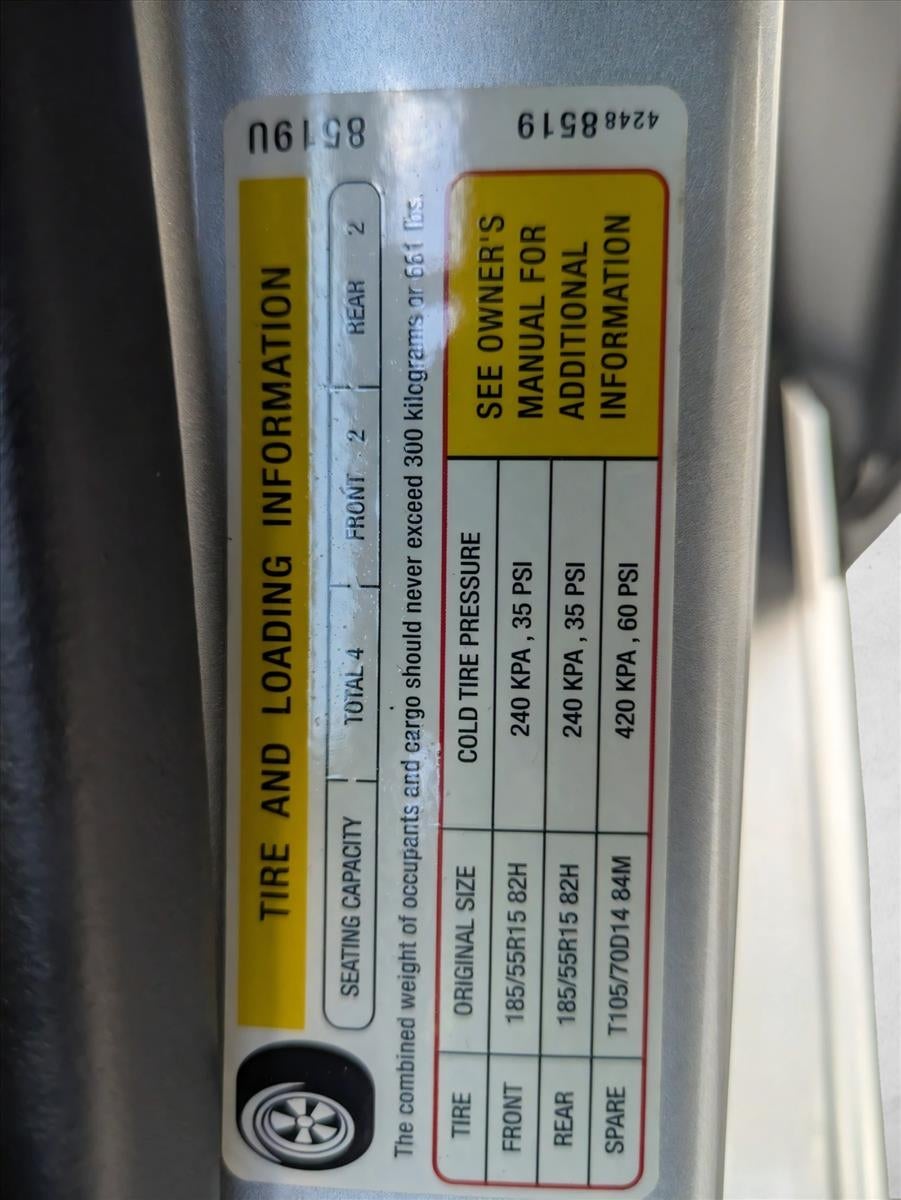 TIRE AND LOADING INFORMATION
8519U
SEATING CAPACITY TOTAL 4 FRONT 2 REAR 2
The combined weight of occupants and cargo should never exceed 300 kilograms or 661 lbs.
TIRE ORIGINAL SIZE COLD TIRE PRESSURE
FRONT 185/55R15 82H 240 KPA , 35 PSI
REAR 185/55R15 82H 240 KPA , 35 PSI
SPARE T105/70D14 84M 420 KPA , 60 PSI
SEE OWNER'S
MANUAL FOR
ADDITIONAL
INFORMATION
4248 8519